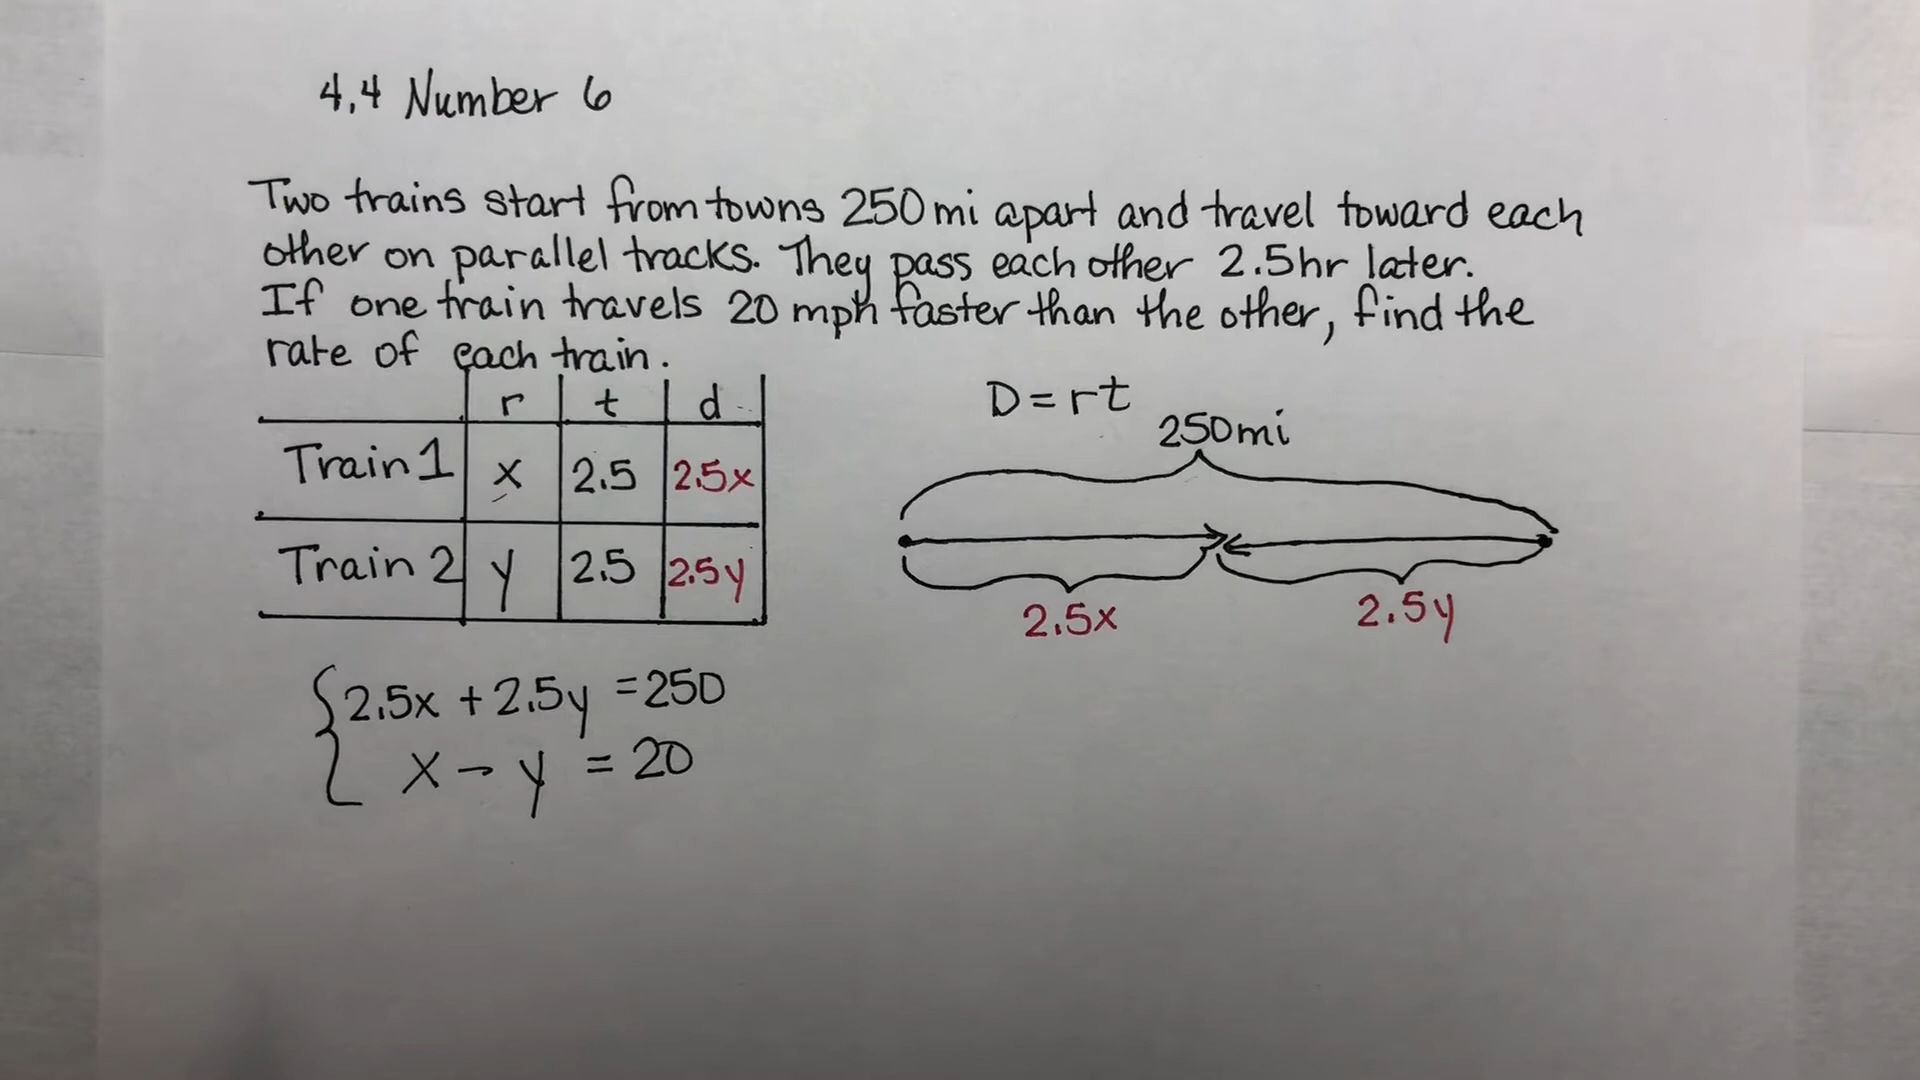 4.4 Number 6
Two trains start from towns 250mi apart and travel toward each
other on parallel tracks. They pass each other 2.5hr later.
If one train travels 20 mph faster than the other, find the
rate of each train.
r t d
Train 1 x 2.5 2.5x
Train 2 y 2.5 2.5y
D=rt
250mi
2.5x 2.5y
2.5x + 2.5y = 250
x - y = 20